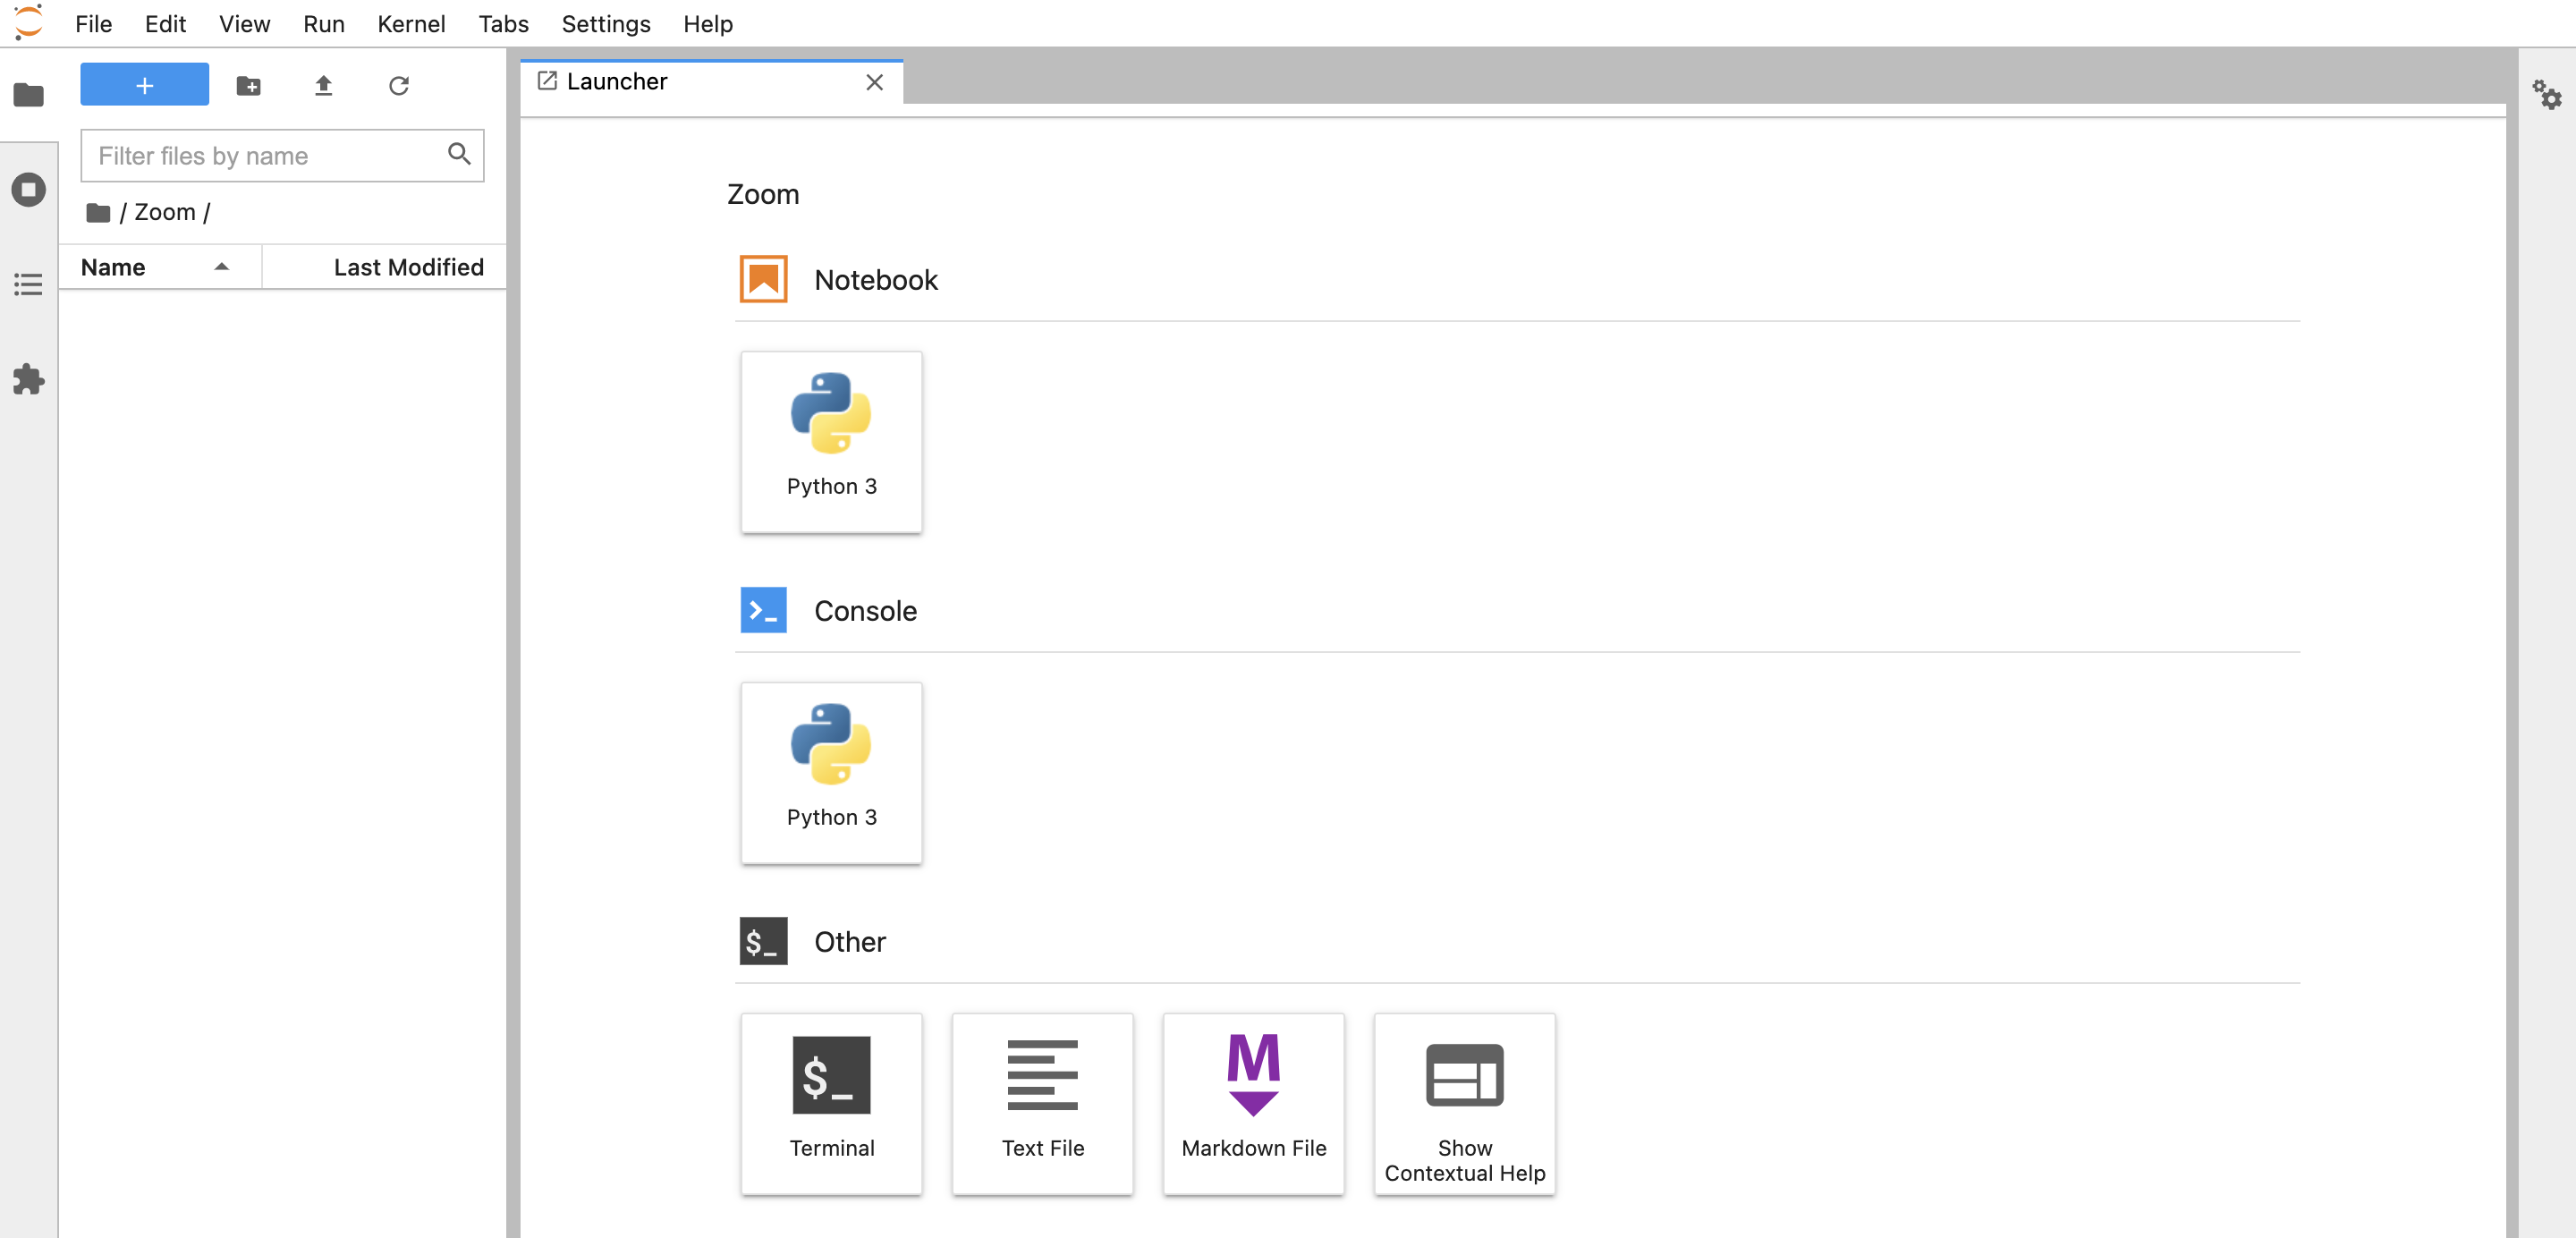 File Edit View Run Kernel Tabs Settings Help
+
Filter files by name
/ Zoom /
Name Last Modified
Launcher
Zoom
Notebook
Python 3
Console
Python 3
$_ Other
$_
Terminal
Text File
M
Markdown File
Show
Contextual Help